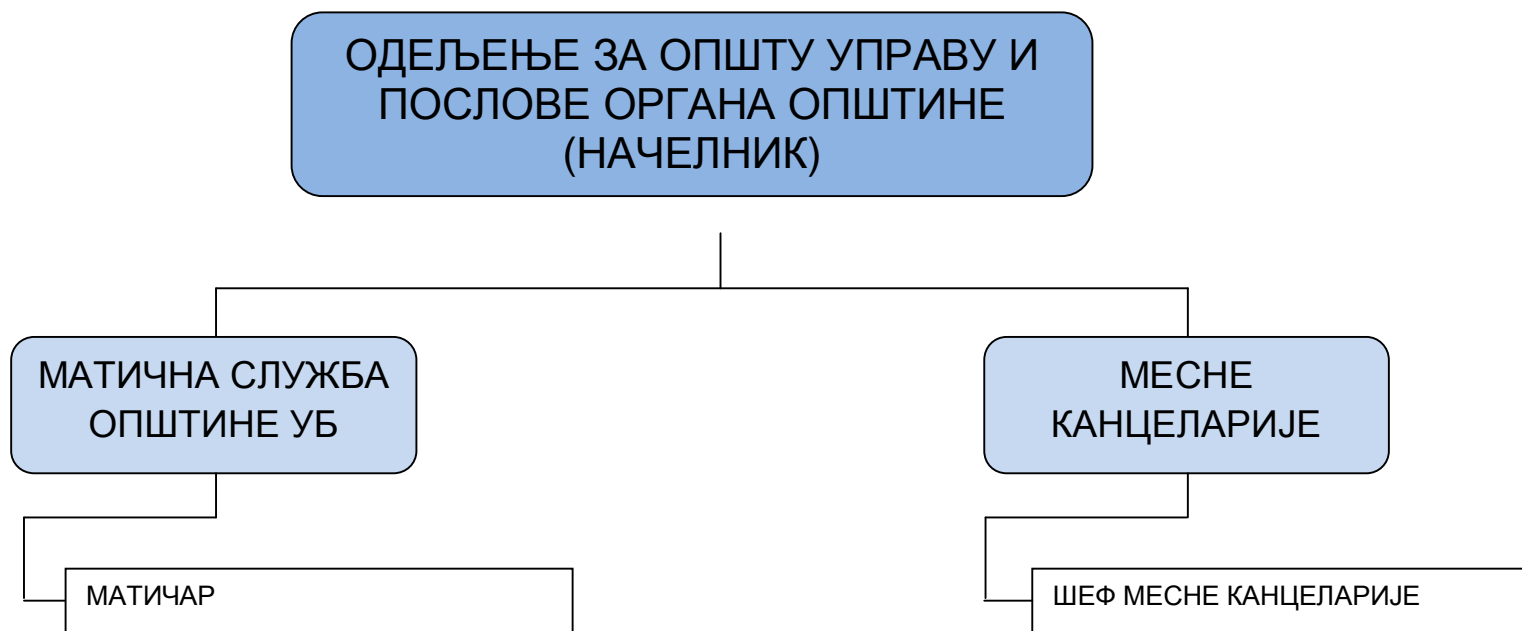 ОДЕЉЕЊЕ ЗА ОПШТУ УПРАВУ И
ПОСЛОВЕ ОРГАНА ОПШТИНЕ
(НАЧЕЛНИК)
МАТИЧНА СЛУЖБА
ОПШТИНЕ УБ
МЕСНЕ
КАНЦЕЛАРИЈЕ
МАТИЧАР
ШЕФ МЕСНЕ КАНЦЕЛАРИЈЕ